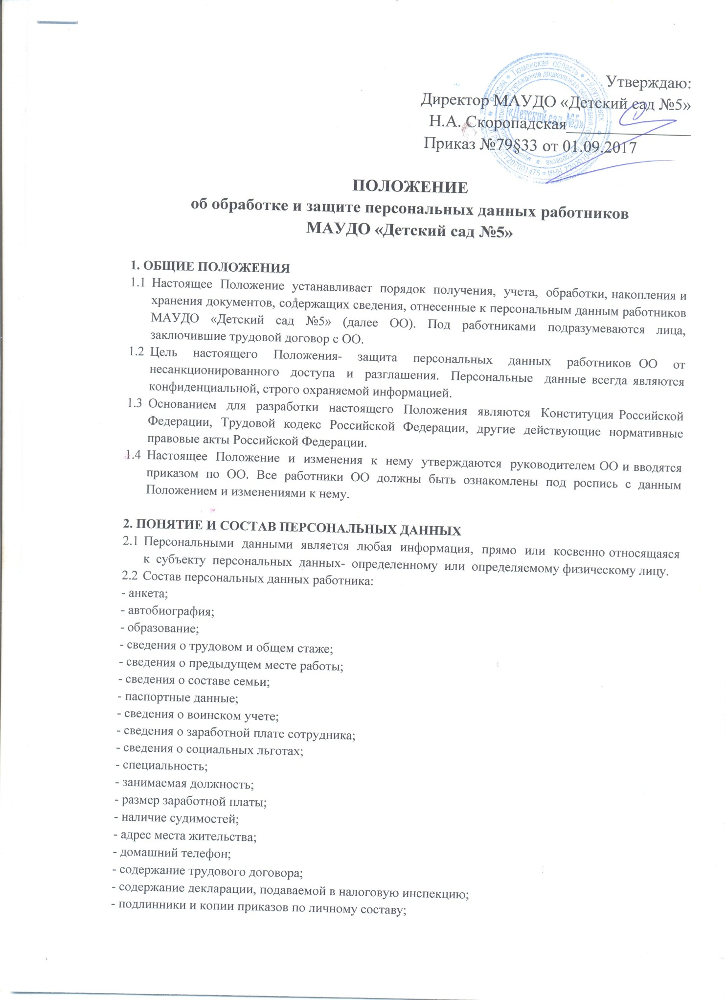 Утверждаю:
Директор МАУДО «Детский сад №5»
Н.А. Скоропадская_______________
Приказ №79§33 от 01.09.2017
Россия * Тюменская область * г.Ялуторовск
«Детский сад №5»
ПОЛОЖЕНИЕ
об обработке и защите персональных данных работников
МАУДО «Детский сад №5»
1. ОБЩИЕ ПОЛОЖЕНИЯ
1.1 Настоящее Положение устанавливает порядок получения, учета, обработки, накопления и
хранения документов, содержащих сведения, отнесенные к персональным данным работников
МАУДО «Детский сад №5» (далее ОО). Под работниками подразумеваются лица,
заключившие трудовой договор с ОО.
1.2 Цель настоящего Положения- защита персональных данных работников ОО от
несанкционированного доступа и разглашения. Персональные данные всегда являются
конфиденциальной, строго охраняемой информацией.
1.3 Основанием для разработки настоящего Положения являются Конституция Российской
Федерации, Трудовой кодекс Российской Федерации, другие действующие нормативные
правовые акты Российской Федерации.
1.4 Настоящее Положение и изменения к нему утверждаются руководителем ОО и вводятся
приказом по ОО. Все работники ОО должны быть ознакомлены под роспись с данным
Положением и изменениями к нему.
2. ПОНЯТИЕ И СОСТАВ ПЕРСОНАЛЬНЫХ ДАННЫХ
2.1 Персональными данными является любая информация, прямо или косвенно относящаяся
к субъекту персональных данных- определенному или определяемому физическому лицу.
2.2 Состав персональных данных работника:
- анкета;
- автобиография;
- образование;
- сведения о трудовом и общем стаже;
- сведения о предыдущем месте работы;
- сведения о составе семьи;
- паспортные данные;
- сведения о воинском учете;
- сведения о заработной плате сотрудника;
- сведения о социальных льготах;
- специальность;
- занимаемая должность;
- размер заработной платы;
- наличие судимостей;
- адрес места жительства;
- домашний телефон;
- содержание трудового договора;
- содержание декларации, подаваемой в налоговую инспекцию;
- подлинники и копии приказов по личному составу;